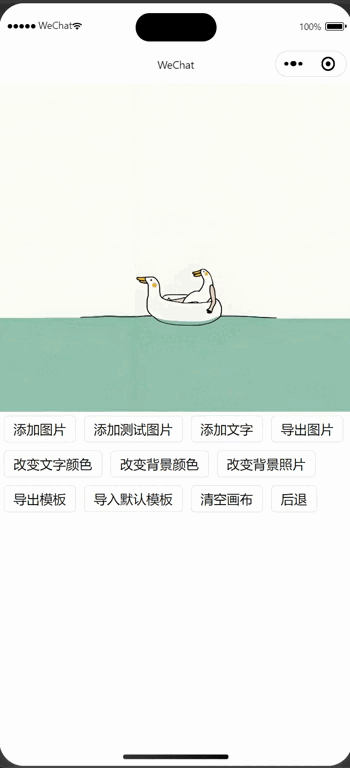 ●●●●● WeChat 100%
WeChat
添加图片 添加测试图片 添加文字 导出图片
改变文字颜色 改变背景颜色 改变背景照片
导出模板 导入默认模板 清空画布 后退